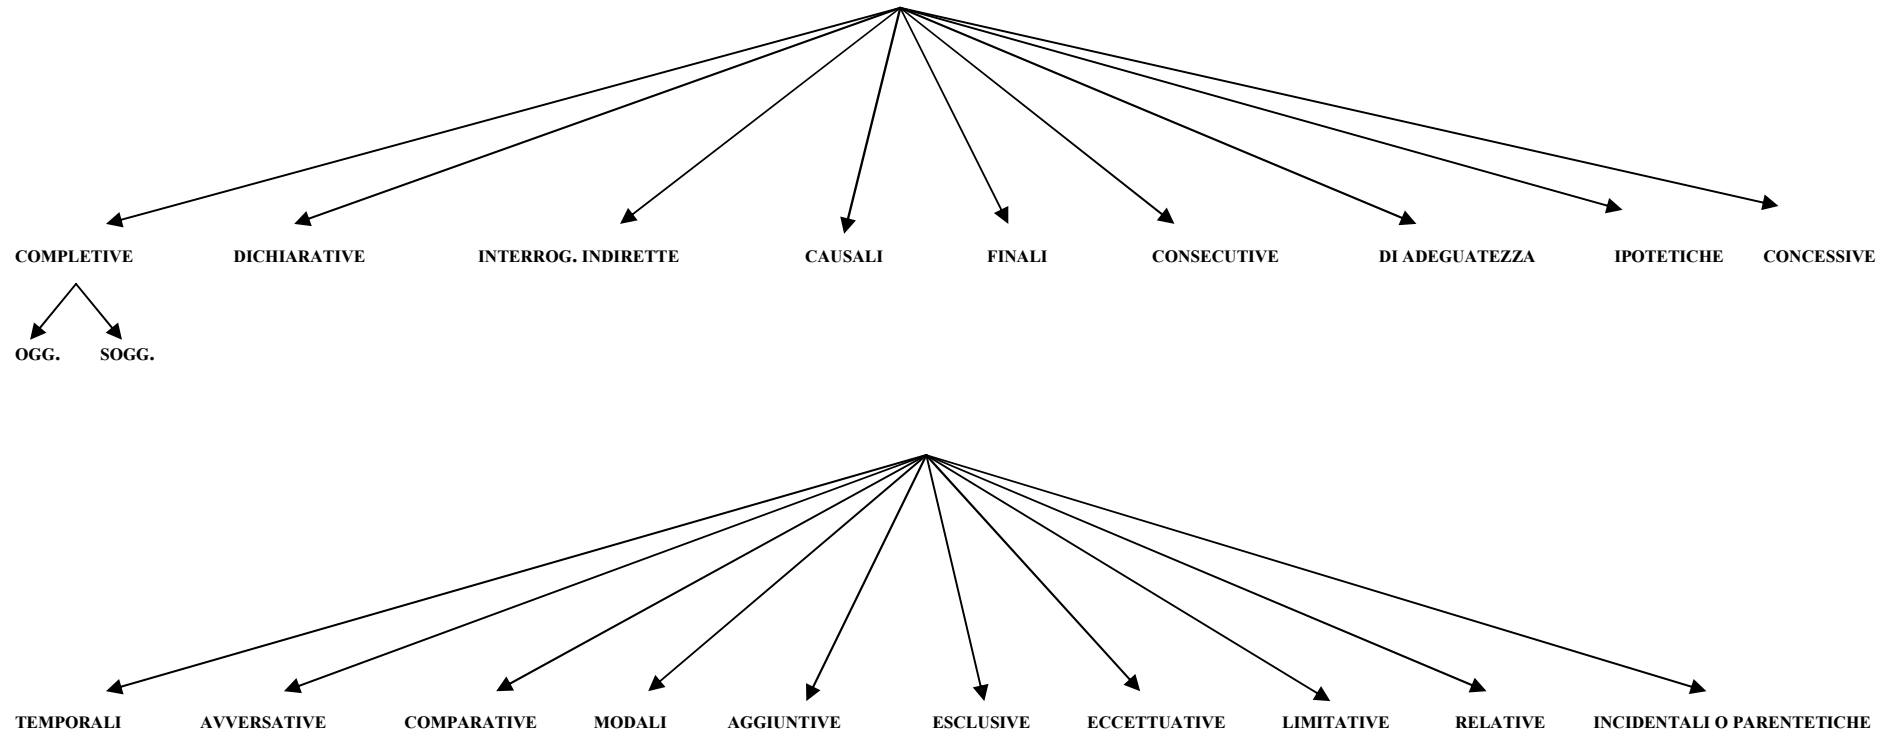 COMPLETIVE DICHIARATIVE INTERROG. INDIRETTE CAUSALI FINALI CONSECUTIVE DI ADEGUATEZZA IPOTETICHE CONCESSIVE
OGG. SOGG.
TEMPORALI AVVERSATIVE COMPARATIVE MODALI AGGIUNTIVE ESCLUSIVE ECCETTUATIVE LIMITATIVE RELATIVE INCIDENTALI O PARENTETICHE